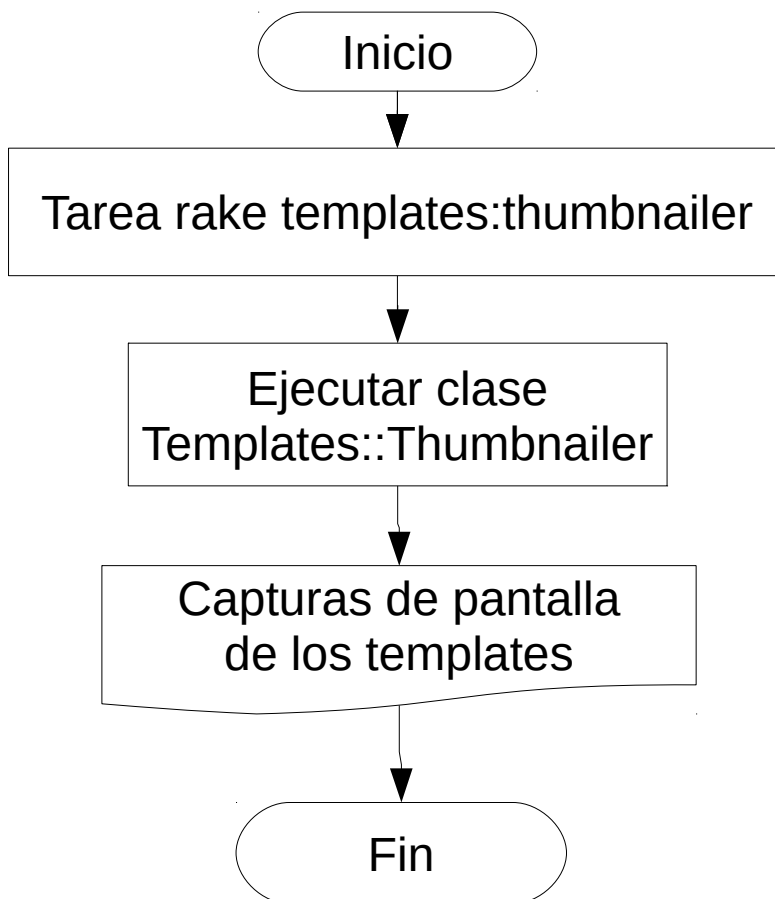 Inicio
Tarea rake templates:thumbnailer
Ejecutar clase
Templates::Thumbnailer
Capturas de pantalla
de los templates
Fin